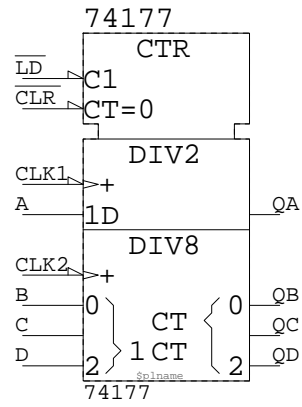 74177
CTR
LD
C1
CLR
CT=0
DIV2
CLK1
+
A
1D
QA
DIV8
CLK2
+
B
0
0
QB
C
CT
1 CT
QC
D
2
2
QD
$plname
74177